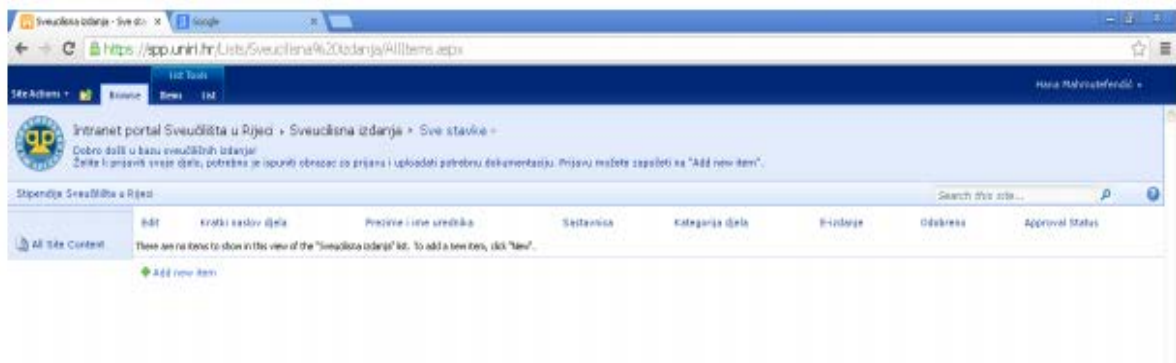 Sveucilisna izdanja - Sve sta
Google
https://spp.uniri.hr/Lists/Sveucilisna%20izdanja/AllItems.aspx
List Tools
Site Actions
Browse
Items
List
Hana Mahmutefendić
Intranet portal Sveučilišta u Rijeci
Sveucilisna izdanja
Sve stavke
Dobro došli u bazu sveučilišnih izdanja!
Želite li prijaviti svoje djelo, potrebno je ispuniti obrazac za prijavu i uploadati potrebnu dokumentaciju. Prijavu možete započeti na "Add new item".
Stipendije Sveučilišta u Rijeci
Search this site...
All Site Content
Edit
Kratki naslov djela
Prezime i ime urednika
Sastavnica
Kategorija djela
E-izdanje
Odobreno
Approval Status
There are no items to show in this view of the "Sveucilisna izdanja" list. To add a new item, click "New".
Add new item